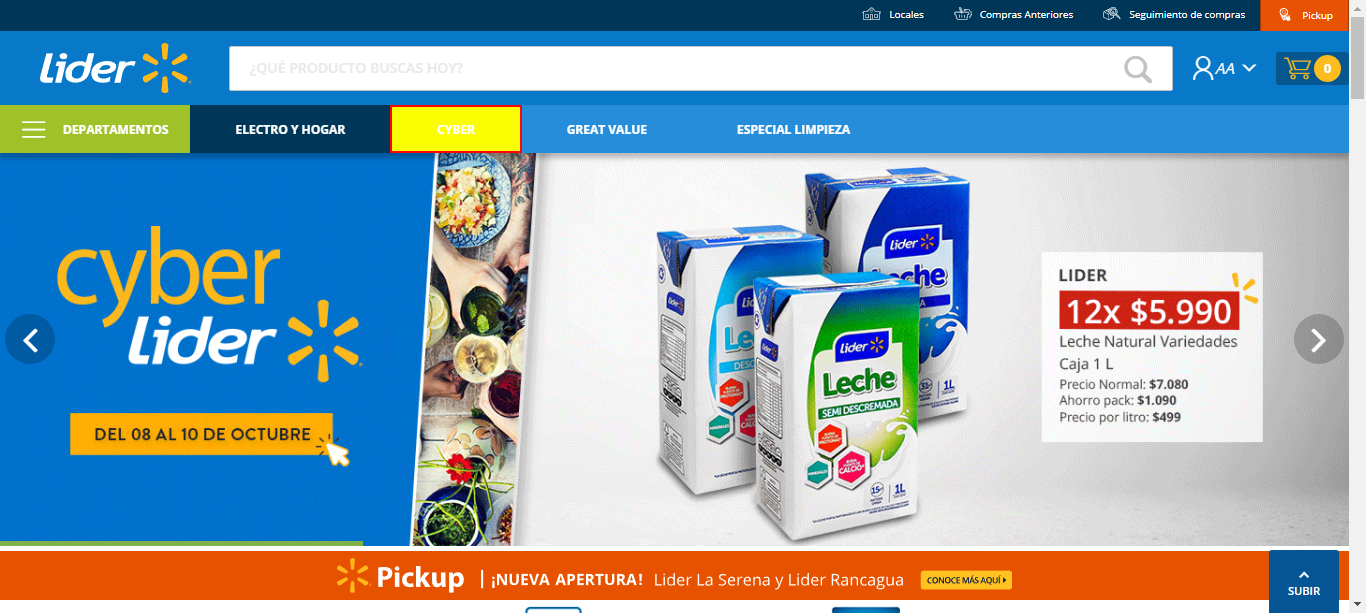 Locales
Compras Anteriores
Seguimiento de compras
Pickup
Lider
¿QUÉ PRODUCTO BUSCAS HOY?
AA
0
DEPARTAMENTOS
ELECTRO Y HOGAR
CYBER
GREAT VALUE
ESPECIAL LIMPIEZA
cyber
lider
DEL 08 AL 10 DE OCTUBRE
lider
Leche
SEMI DESCREMADA
1L
LIDER
12x $5.990
Leche Natural Variedades
Caja 1 L
Precio Normal: $7.080
Ahorro pack: $1.090
Precio por litro: $499
Pickup | ¡NUEVA APERTURA! Lider La Serena y Lider Rancagua
CONOCE MÁS AQUÍ
SUBIR